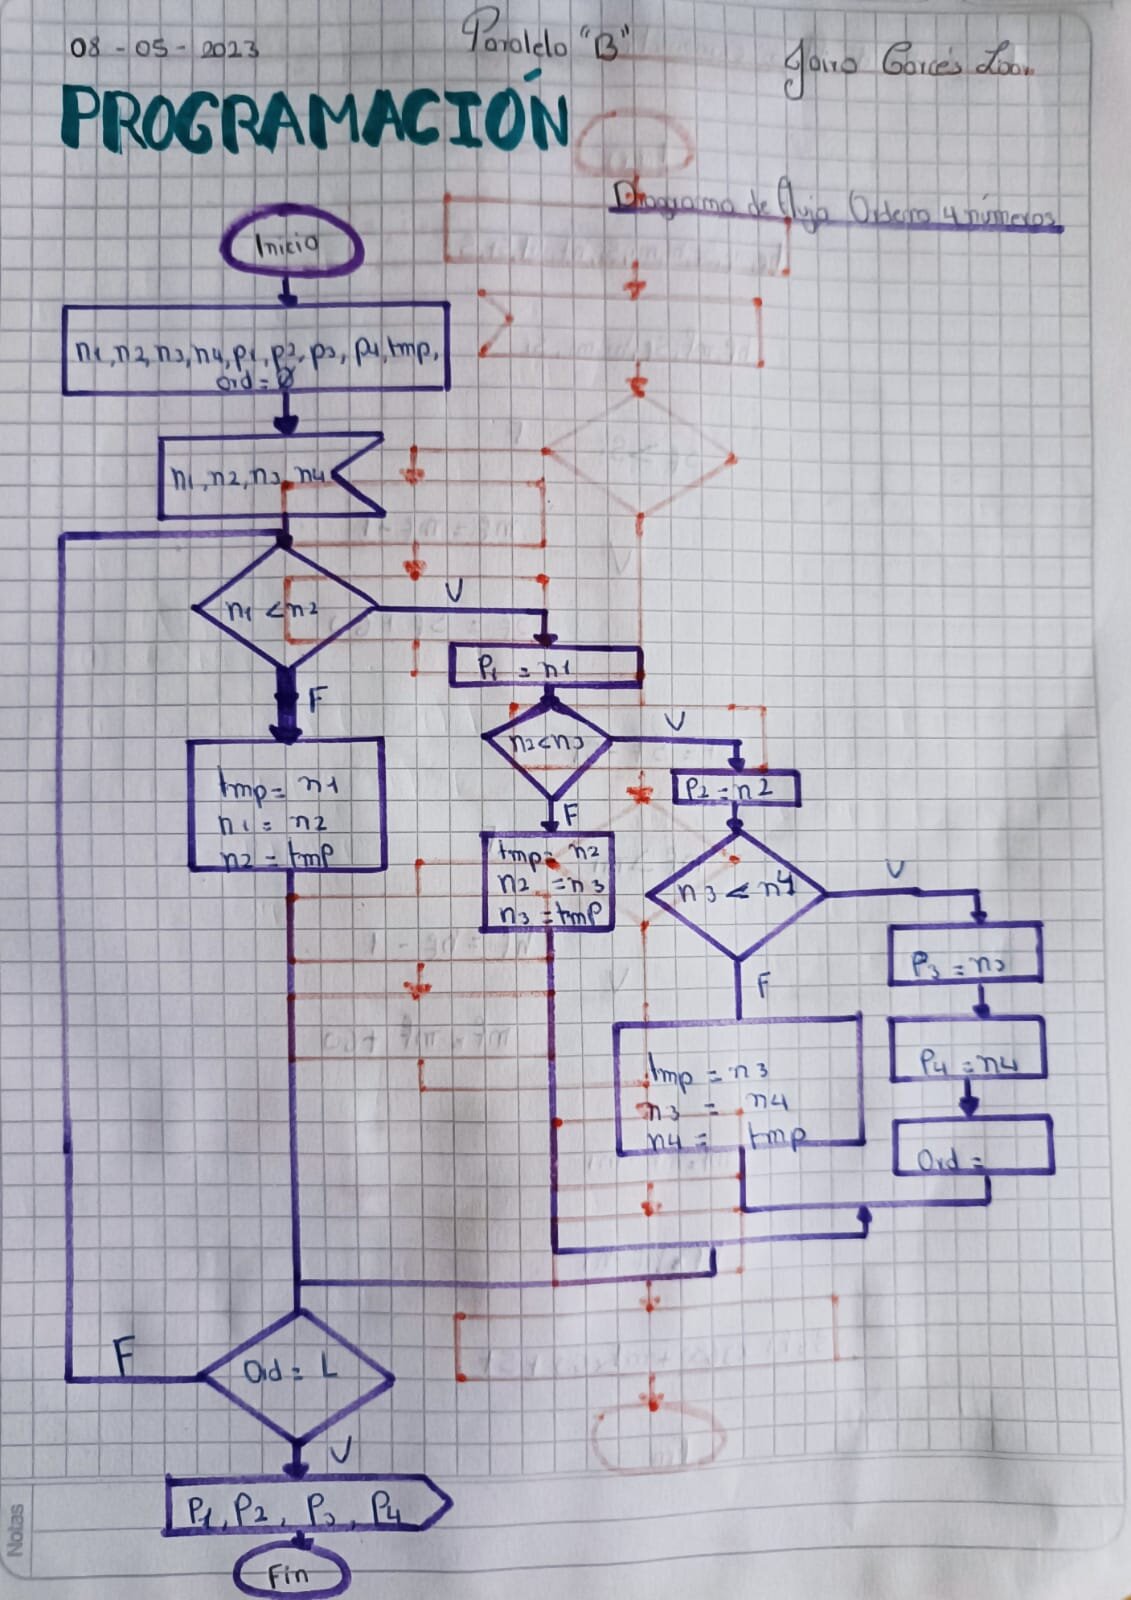 08 - 05 - 2023
Paralelo "B"
Jairo Garcés Loor
PROGRAMACIÓN
Diagrama de flujo Ordena 4 números
Inicio
n1, n2, n3, n4, p1, p2, p3, p4, tmp,
ord = 0
n1, n2, n3, n4
n1 < n2
V
F
P1 = n1
n2 < n3
V
F
tmp = n1
n1 = n2
n2 = tmp
P2 = n2
tmp = n2
n2 = n3
n3 = tmp
n3 < n4
V
F
P3 = n3
tmp = n3
n3 = n4
n4 = tmp
P4 = n4
Ord =
Ord = L
F
V
P1, P2, P3, P4
Fin
Notas